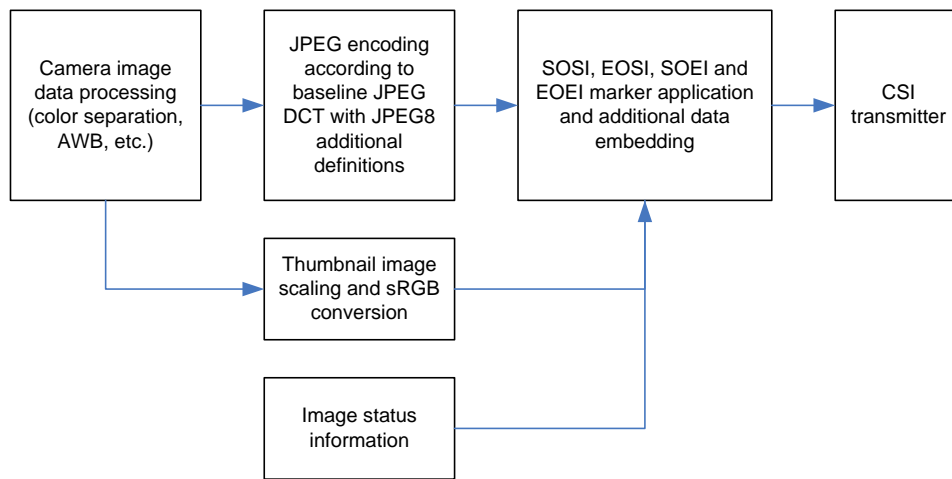 Camera image
data processing
(color separation,
AWB, etc.)
JPEG encoding
according to
baseline JPEG
DCT with JPEG8
additional
definitions
SOSI, EOSI, SOEI and
EOEI marker application
and additional data
embedding
CSI
transmitter
Thumbnail image
scaling and sRGB
conversion
Image status
information